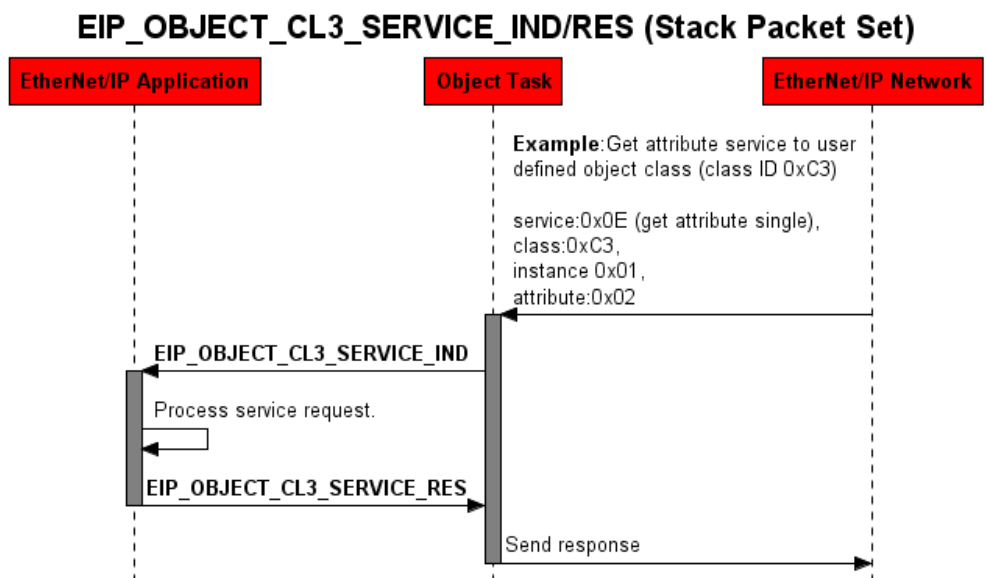 EIP_OBJECT_CL3_SERVICE_IND/RES (Stack Packet Set)
EtherNet/IP Application
Object Task
EtherNet/IP Network
Example:Get attribute service to user
defined object class (class ID 0xC3)
service:0x0E (get attribute single),
class:0xC3,
instance 0x01,
attribute:0x02
EIP_OBJECT_CL3_SERVICE_IND
Process service request.
EIP_OBJECT_CL3_SERVICE_RES
Send response